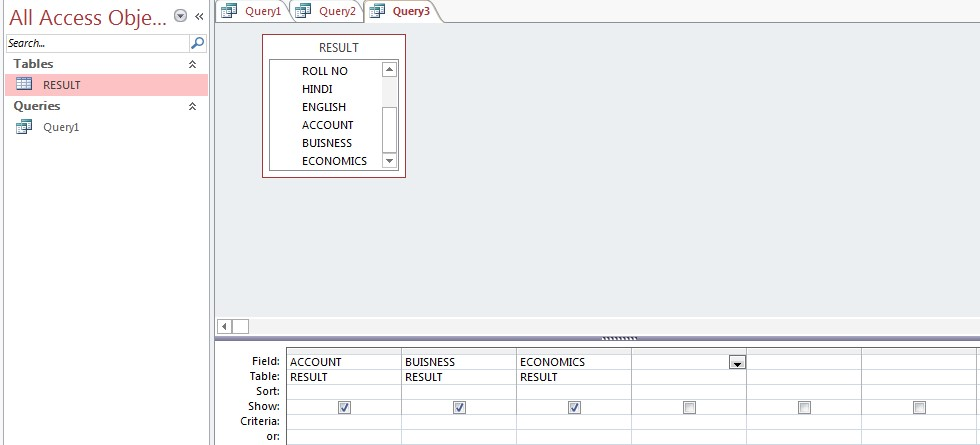 All Access Obje... «
Search...
Tables
RESULT
Queries
Query1
Query1 Query2 Query3
RESULT
ROLL NO
HINDI
ENGLISH
ACCOUNT
BUISNESS
ECONOMICS
Field: ACCOUNT BUISNESS ECONOMICS
Table: RESULT RESULT RESULT
Sort:
Show:
Criteria:
or: